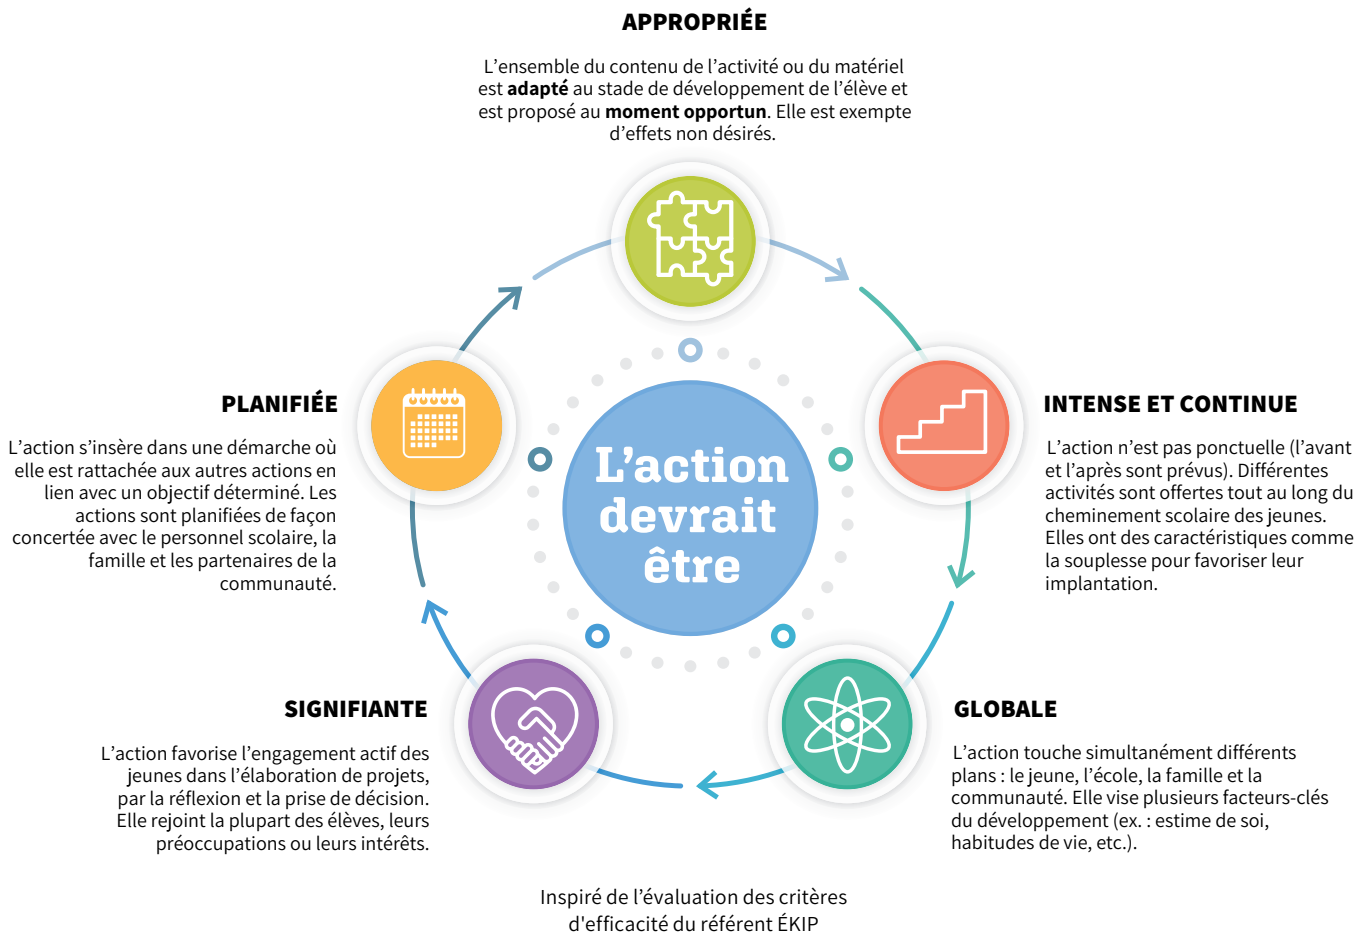 APPROPRIÉE
L’ensemble du contenu de l’activité ou du matériel
est adapté au stade de développement de l’élève et
est proposé au moment opportun. Elle est exempte
d’effets non désirés.
L’action
devrait
être
INTENSE ET CONTINUE
L’action n’est pas ponctuelle (l’avant
et l’après sont prévus). Différentes
activités sont offertes tout au long du
cheminement scolaire des jeunes.
Elles ont des caractéristiques comme
la souplesse pour favoriser leur
implantation.
GLOBALE
L’action touche simultanément différents
plans : le jeune, l’école, la famille et la
communauté. Elle vise plusieurs facteurs-clés
du développement (ex. : estime de soi,
habitudes de vie, etc.).
SIGNIFIANTE
L’action favorise l’engagement actif des
jeunes dans l’élaboration de projets,
par la réflexion et la prise de décision.
Elle rejoint la plupart des élèves, leurs
préoccupations ou leurs intérêts.
PLANIFIÉE
L’action s’insère dans une démarche où
elle est rattachée aux autres actions en
lien avec un objectif déterminé. Les
actions sont planifiées de façon
concertée avec le personnel scolaire, la
famille et les partenaires de la
communauté.
Inspiré de l’évaluation des critères
d'efficacité du référent ÉKIP